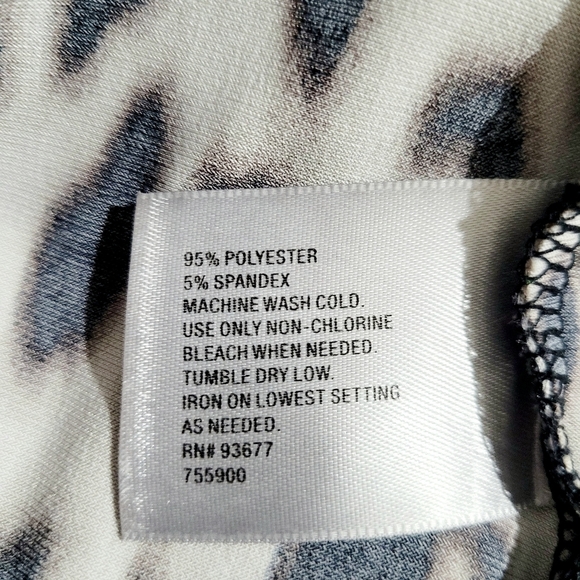 95% POLYESTER
5% SPANDEX
MACHINE WASH COLD.
USE ONLY NON-CHLORINE
BLEACH WHEN NEEDED.
TUMBLE DRY LOW.
IRON ON LOWEST SETTING
AS NEEDED.
RN# 93677
755900